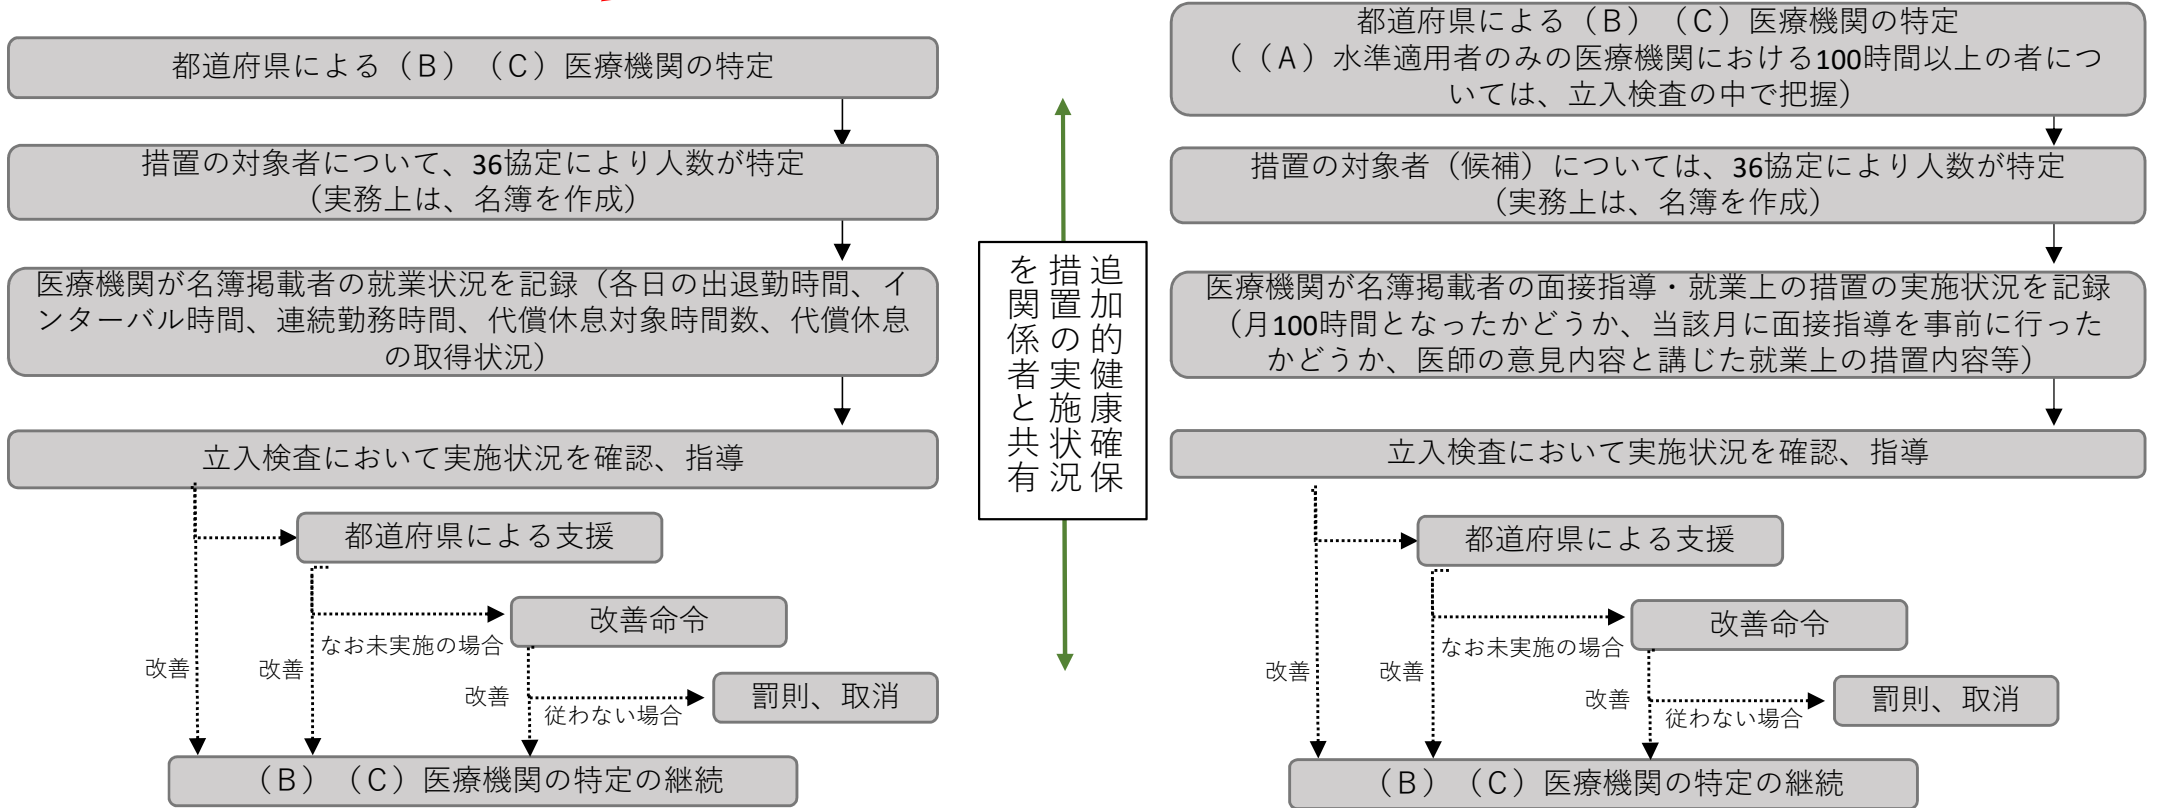 都道府県による（B）（C）医療機関の特定
措置の対象者について、36協定により人数が特定
（実務上は、名簿を作成）
医療機関が名簿掲載者の就業状況を記録（各日の出退勤時間、イ
ンターバル時間、連続勤務時間、代償休息対象時間数、代償休息
の取得状況）
立入検査において実施状況を確認、指導
都道府県による支援
改善命令
なお未実施の場合
改善
改善
改善
罰則、取消
従わない場合
（B）（C）医療機関の特定の継続
追加的健康確保
措置の実施状況
を関係者と共有
都道府県による（B）（C）医療機関の特定
（（A）水準適用者のみの医療機関における100時間以上の者につ
いては、立入検査の中で把握）
措置の対象者（候補）については、36協定により人数が特定
（実務上は、名簿を作成）
医療機関が名簿掲載者の面接指導・就業上の措置の実施状況を記録
（月100時間となったかどうか、当該月に面接指導を事前に行った
かどうか、医師の意見内容と講じた就業上の措置内容等）
立入検査において実施状況を確認、指導
都道府県による支援
改善命令
なお未実施の場合
改善
改善
改善
罰則、取消
従わない場合
（B）（C）医療機関の特定の継続